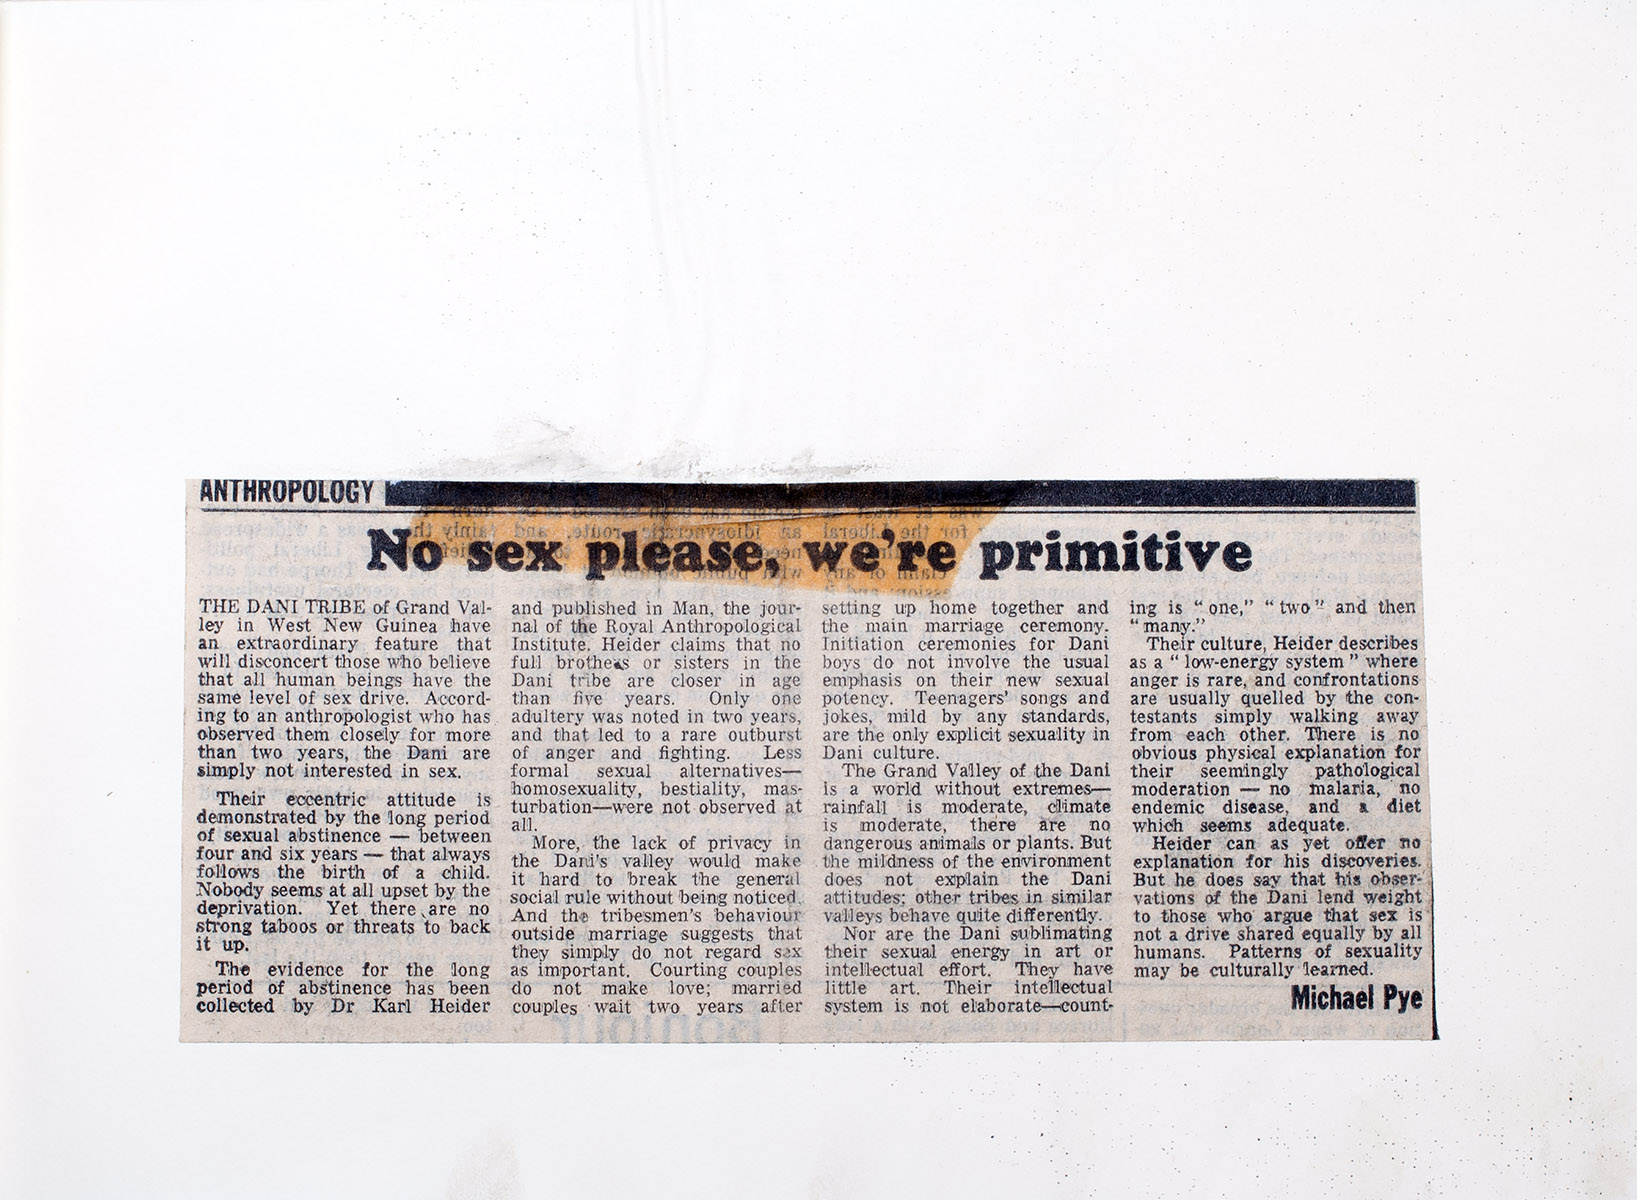 ANTHROPOLOGY
No sex please, we're primitive
THE DANI TRIBE of Grand Val-
ley in West New Guinea have
an extraordinary feature that
will disconcert those who believe
that all human beings have the
same level of sex drive. Accord-
ing to an anthropologist who has
observed them closely for more
than two years, the Dani are
simply not interested in sex.
Their eccentric attitude is
demonstrated by the long period
of sexual abstinence — between
four and six years — that always
follows the birth of a child.
Nobody seems at all upset by the
deprivation. Yet there are no
strong taboos or threats to back
it up.
The evidence for the long
period of abstinence has been
collected by Dr Karl Heider
and published in Man, the jour-
nal of the Royal Anthropological
Institute. Heider claims that no
full brothers or sisters in the
Dani tribe are closer in age
than five years. Only one
adultery was noted in two years,
and that led to a rare outburst
of anger and fighting. Less
formal sexual alternatives—
homosexuality, bestiality, mas-
turbation—were not observed at
all.
More, the lack of privacy in
the Dani's valley would make
it hard to break the general
social rule without being noticed.
And the tribesmen's behaviour
outside marriage suggests that
they simply do not regard sex
as important. Courting couples
do not make love; married
couples wait two years after
setting up home together and
the main marriage ceremony.
Initiation ceremonies for Dani
boys do not involve the usual
emphasis on their new sexual
potency. Teenagers' songs and
jokes, mild by any standards,
are the only explicit sexuality in
Dani culture.
The Grand Valley of the Dani
is a world without extremes—
rainfall is moderate, climate
is moderate, there are no
dangerous animals or plants. But
the mildness of the environment
does not explain the Dani
attitudes; other tribes in similar
valleys behave quite differently.
Nor are the Dani sublimating
their sexual energy in art or
intellectual effort. They have
little art. Their intellectual
system is not elaborate—count-
ing is "one," "two" and then
"many."
Their culture, Heider describes
as a "low-energy system" where
anger is rare, and confrontations
are usually quelled by the con-
testants simply walking away
from each other. There is no
obvious physical explanation for
their seemingly pathological
moderation — no malaria, no
endemic disease, and a diet
which seems adequate.
Heider can as yet offer no
explanation for his discoveries.
But he does say that his obser-
vations of the Dani lend weight
to those who argue that sex is
not a drive shared equally by all
humans. Patterns of sexuality
may be culturally learned.
Michael Pye